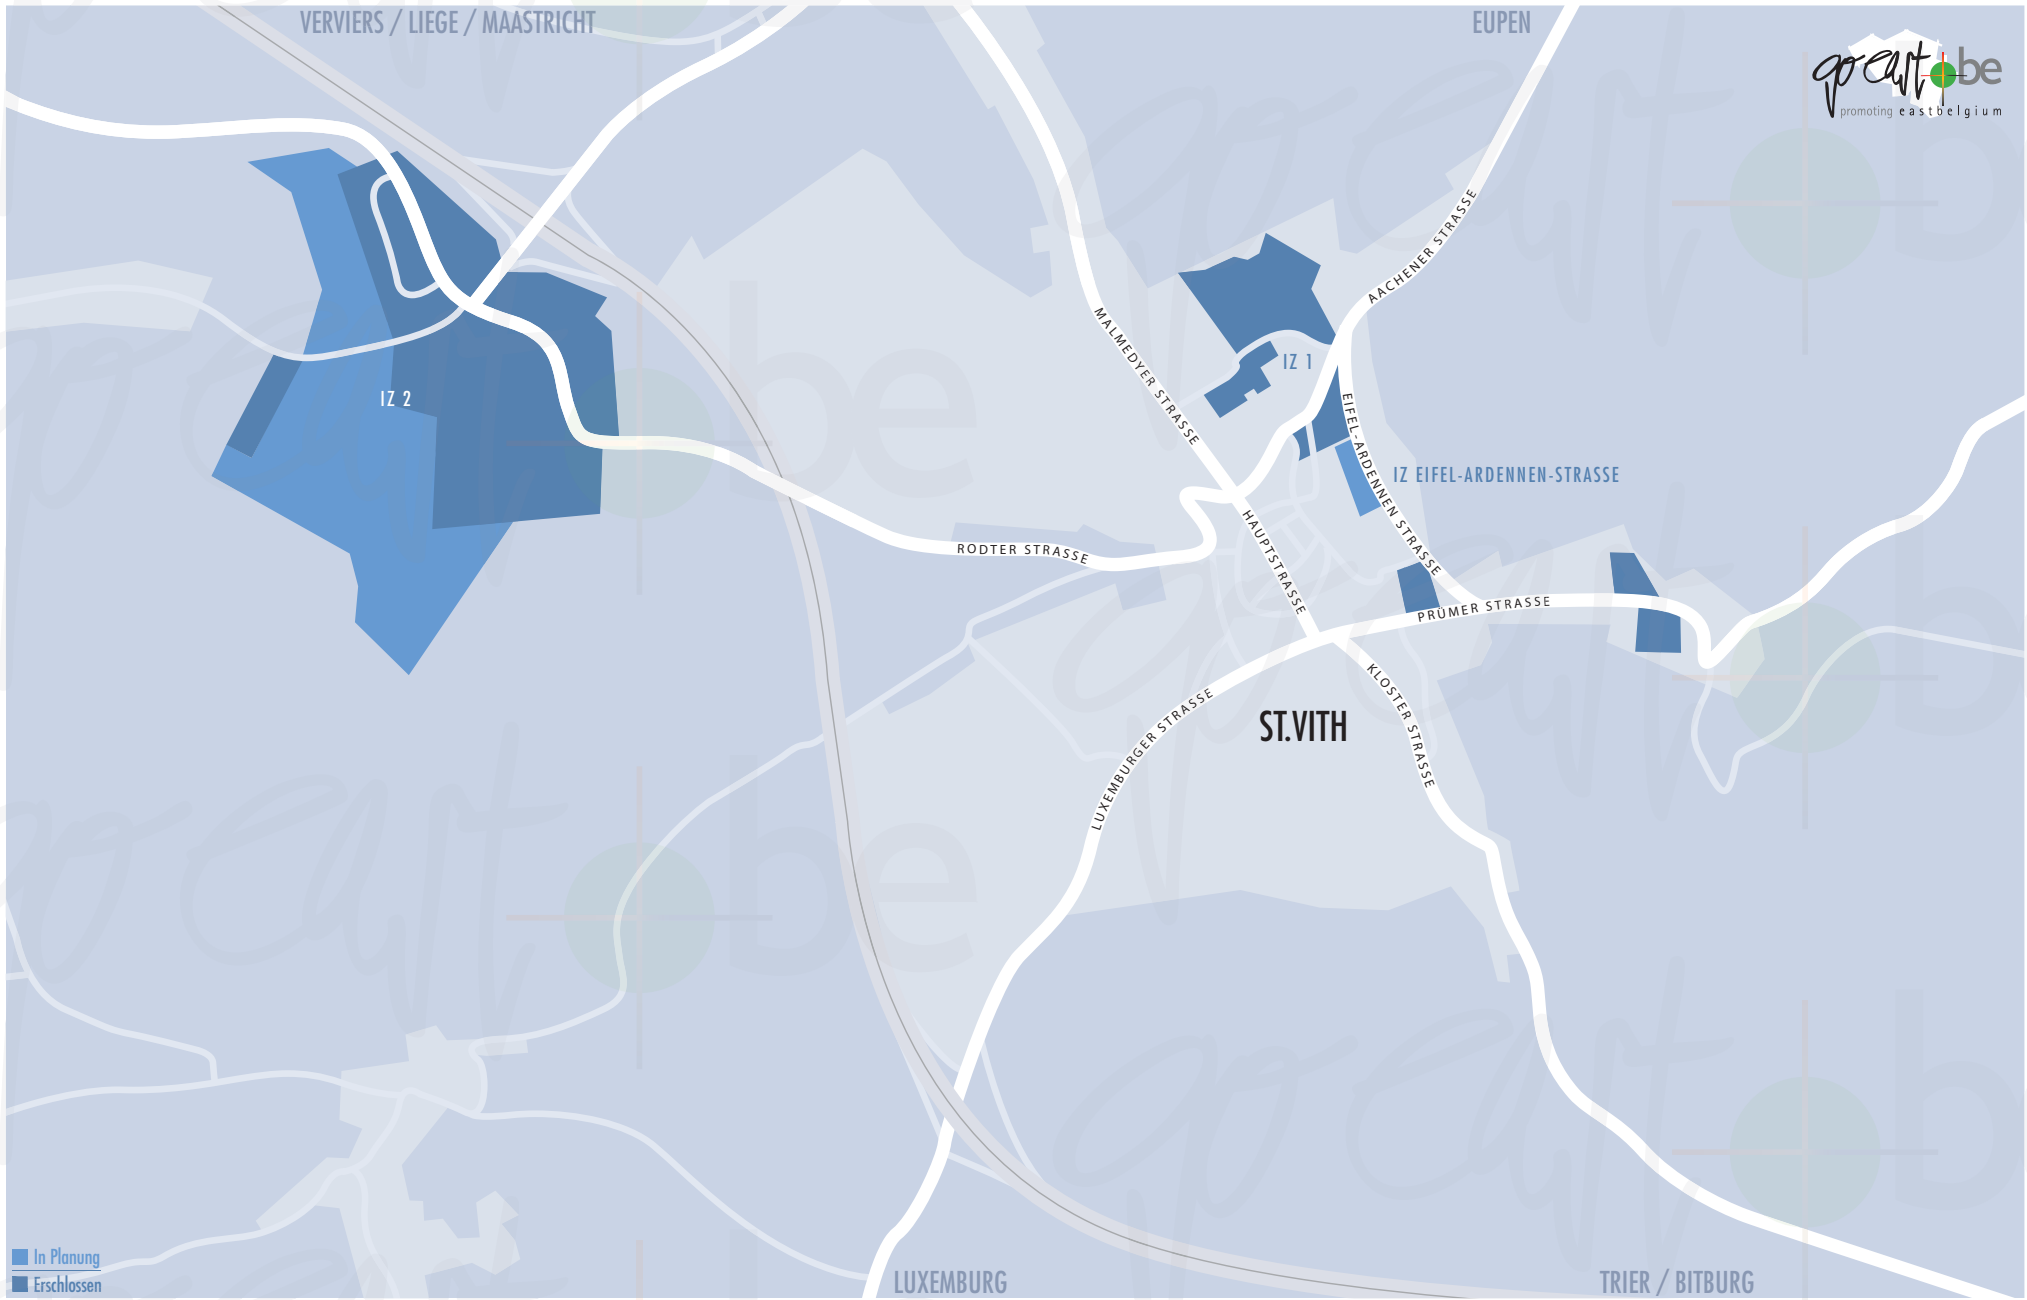 VERVIERS / LIEGE / MAASTRICHT
EUPEN
go east be
promoting eastbelgium
AACHENER STRASSE
MALMEDYER STRASSE
IZ 1
IZ 2
EIFEL-ARDENNEN STRASSE
IZ EIFEL-ARDENNEN-STRASSE
HAUPTSTRASSE
RODTER STRASSE
PRÜMER STRASSE
KLOSTER STRASSE
LUXEMBURGER STRASSE
ST.VITH
In Planung
Erschlossen
LUXEMBURG
TRIER / BITBURG